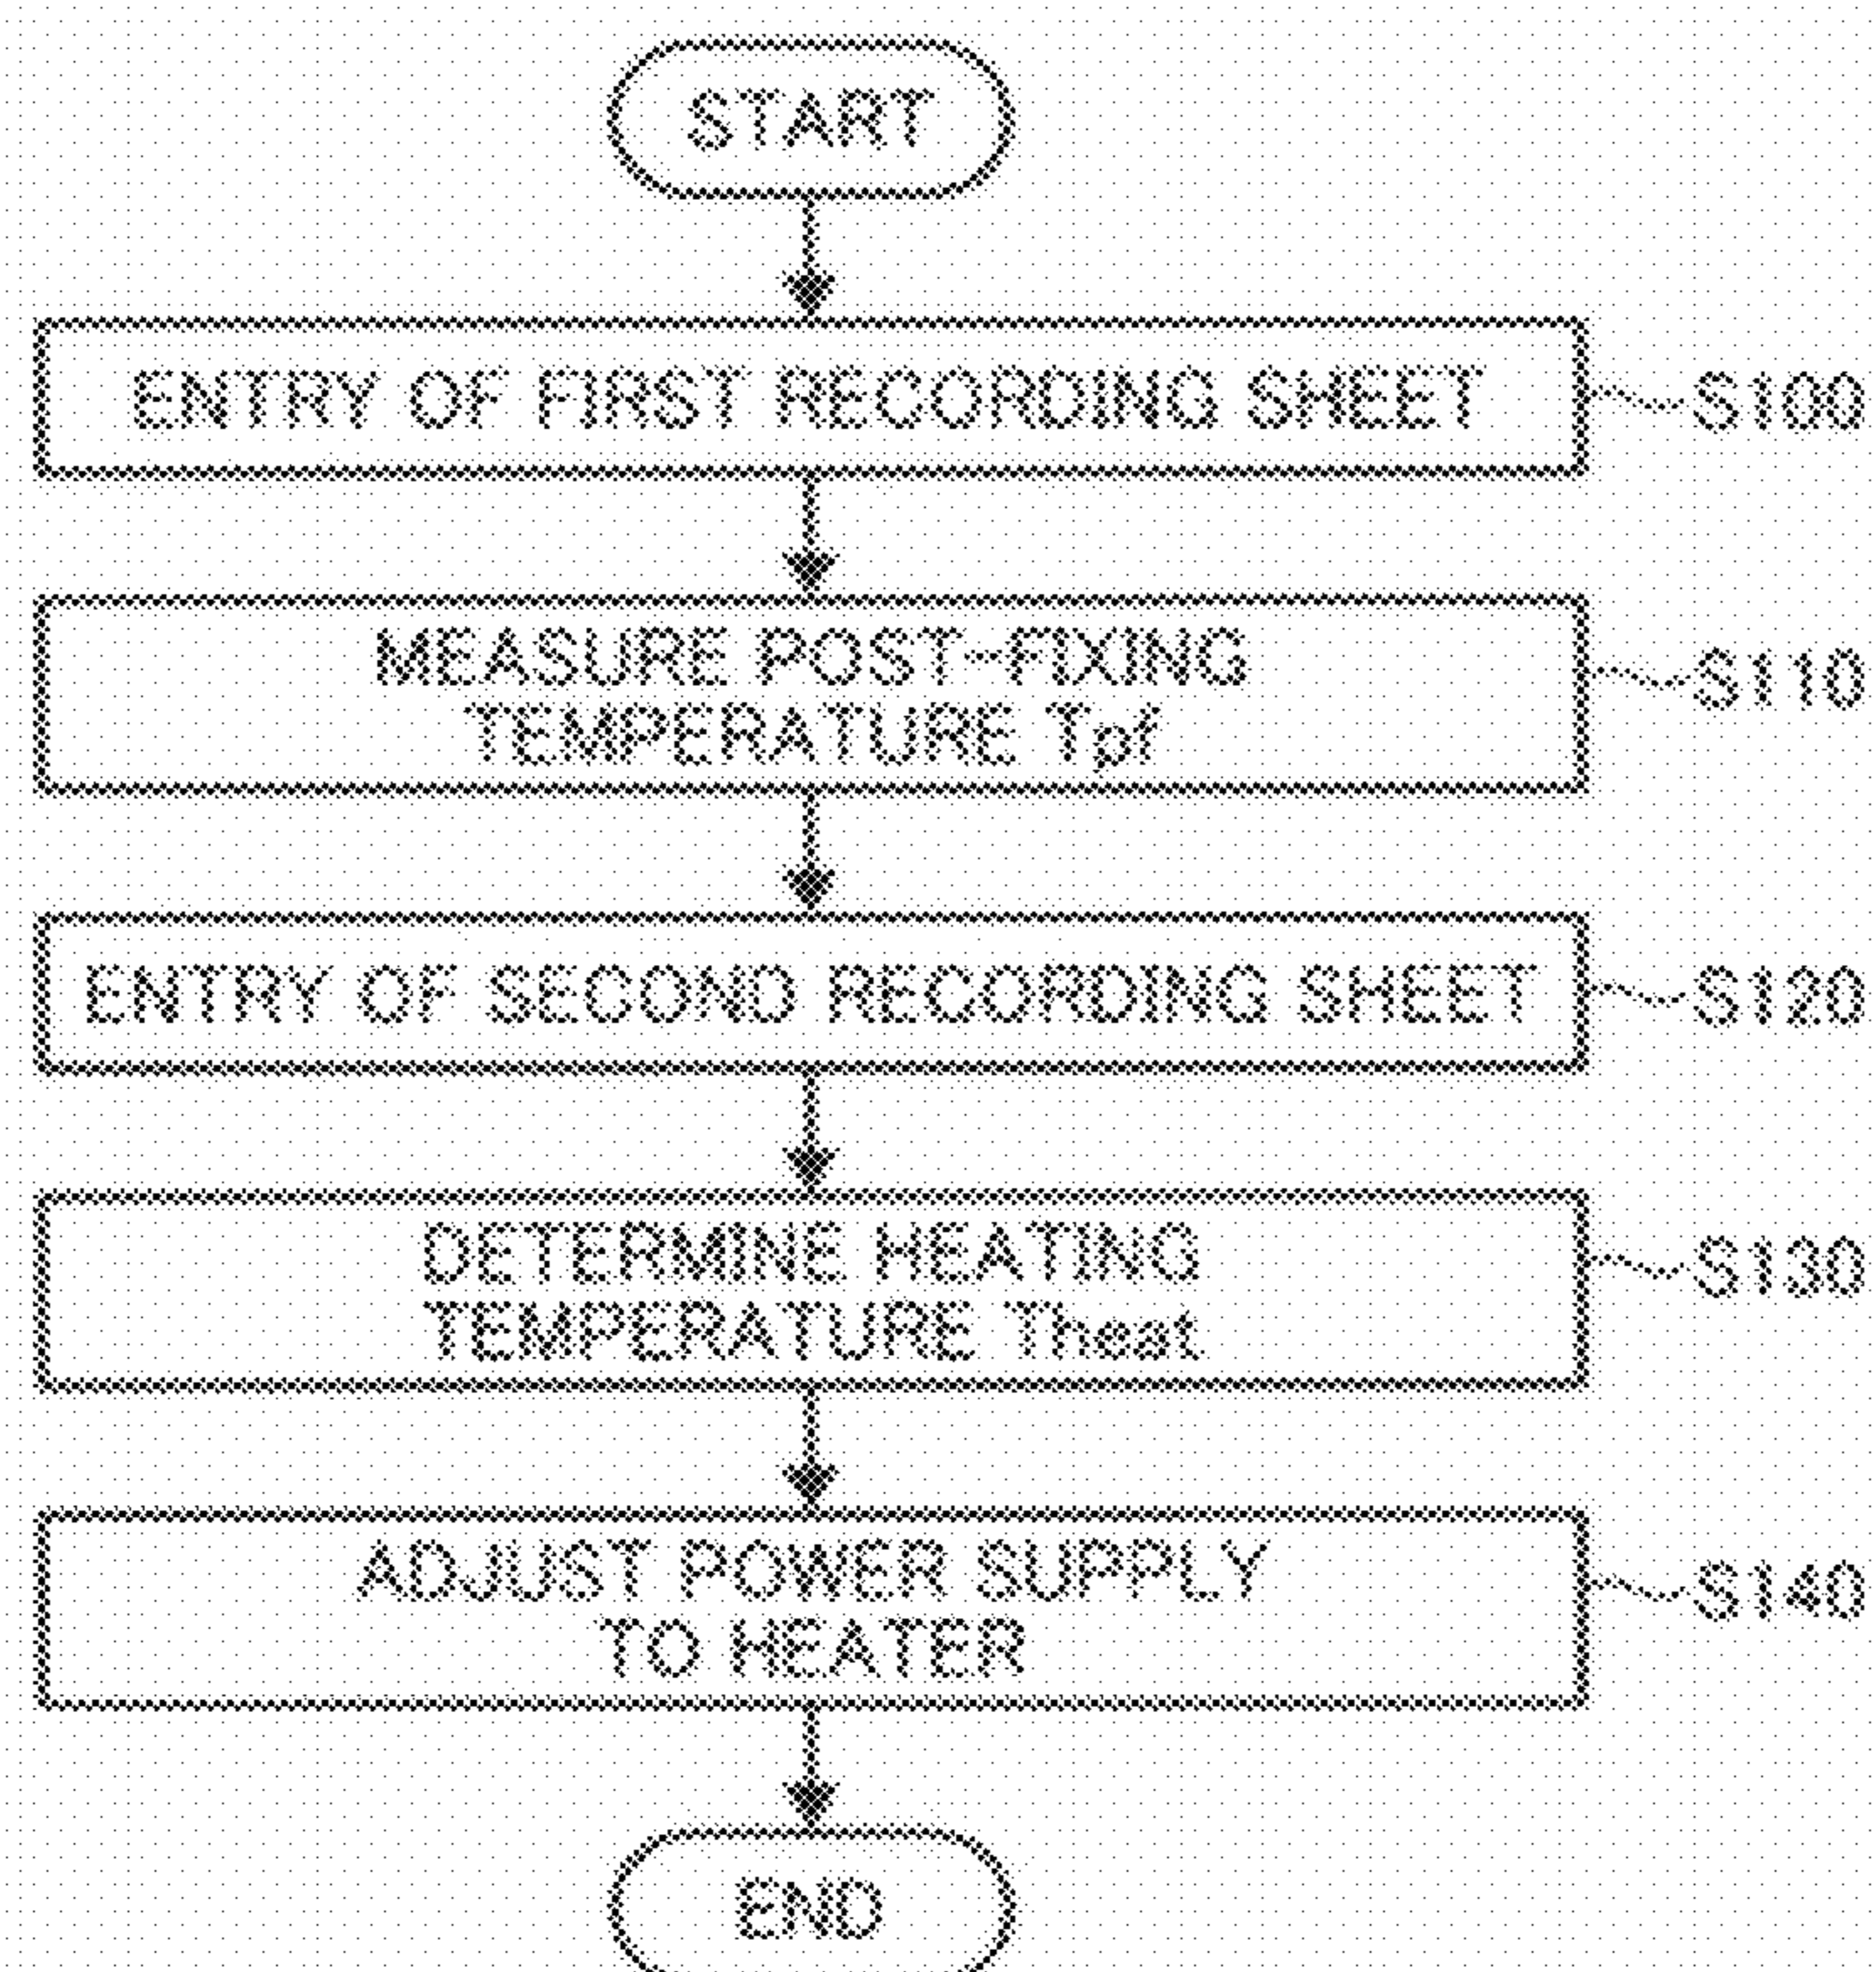 START
ENTRY OF FIRST RECORDING SHEET
S100
MEASURE POST-FIXING
TEMPERATURE Tpf
S110
ENTRY OF SECOND RECORDING SHEET
S120
DETERMINE HEATING
TEMPERATURE Theat
S130
ADJUST POWER SUPPLY
TO HEATER
S140
END